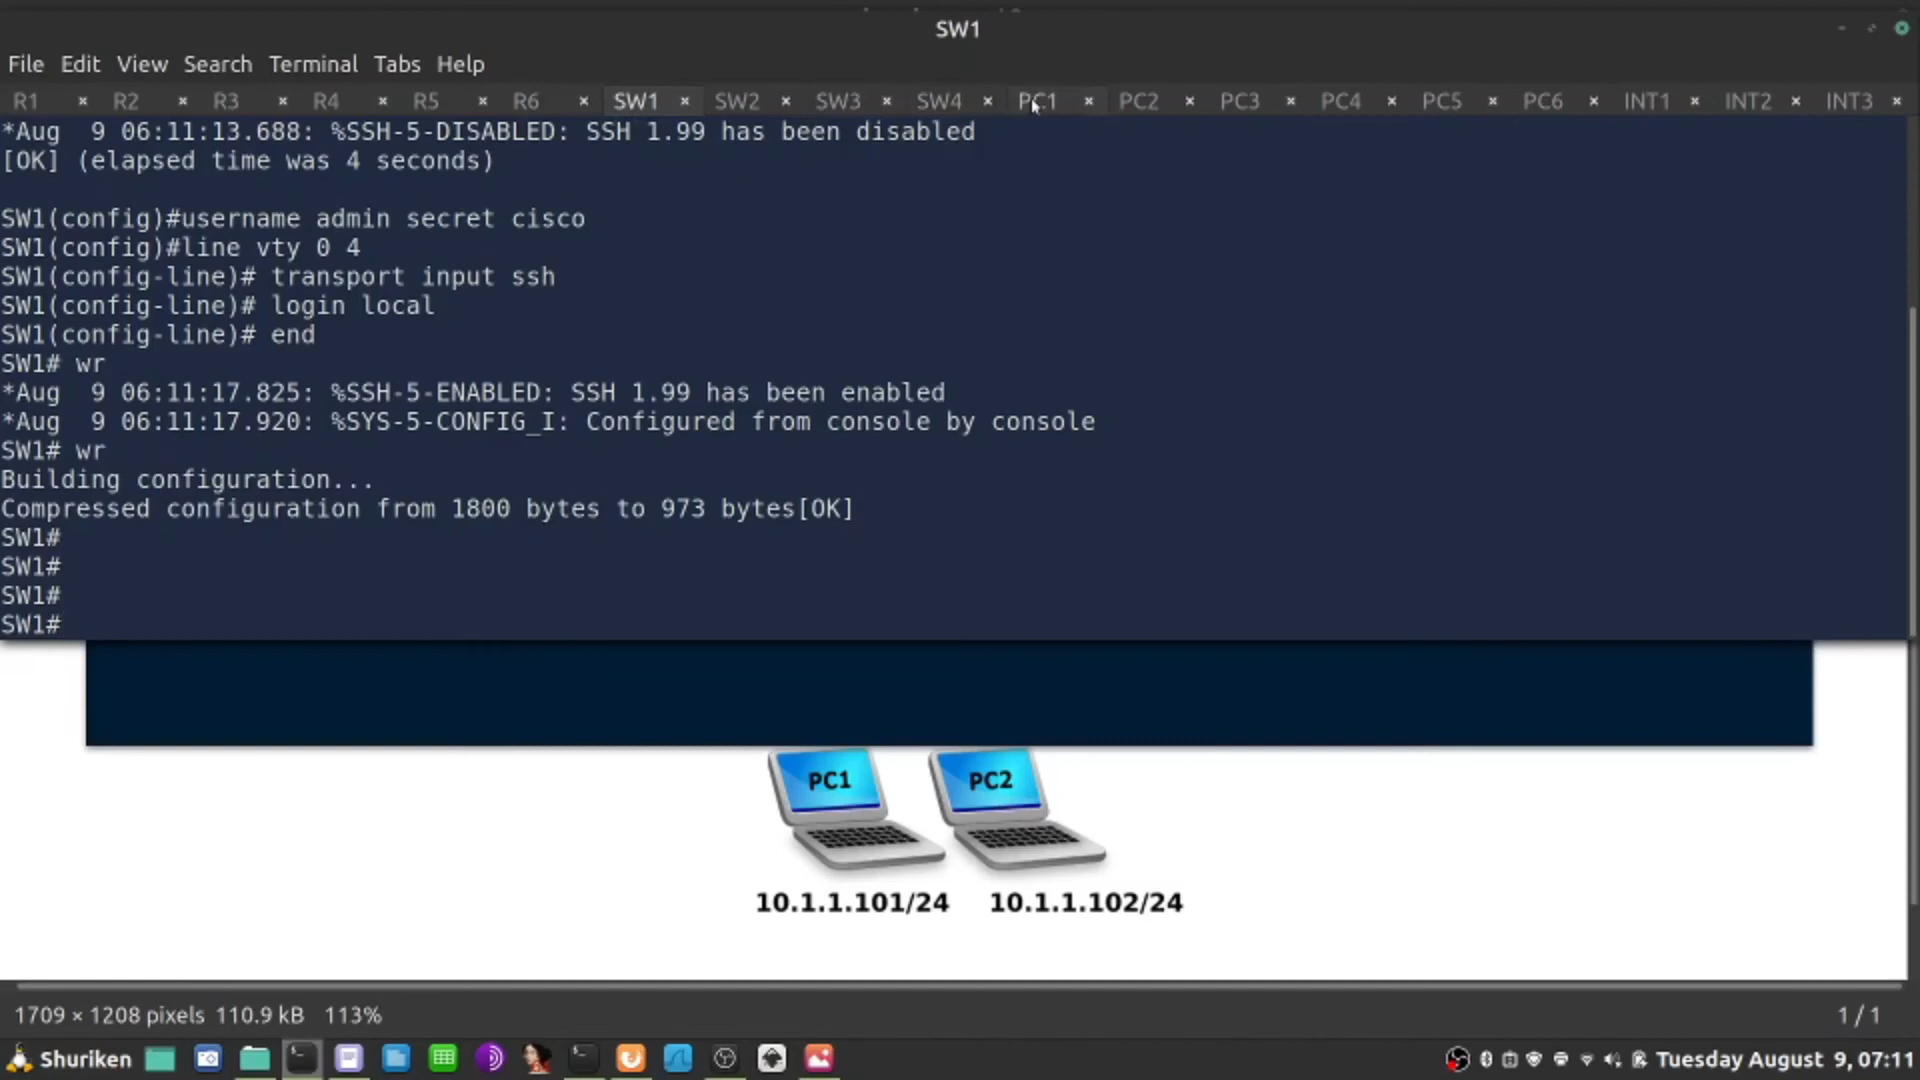 SW1
File Edit View Search Terminal Tabs Help
R1 × R2 × R3 × R4 × R5 × R6 × SW1 × SW2 × SW3 × SW4 × PC1 × PC2 × PC3 × PC4 × PC5 × PC6 × INT1 × INT2 × INT3 ×
*Aug  9 06:11:13.688: %SSH-5-DISABLED: SSH 1.99 has been disabled
[OK] (elapsed time was 4 seconds)
SW1(config)#username admin secret cisco
SW1(config)#line vty 0 4
SW1(config-line)# transport input ssh
SW1(config-line)# login local
SW1(config-line)# end
SW1# wr
*Aug  9 06:11:17.825: %SSH-5-ENABLED: SSH 1.99 has been enabled
*Aug  9 06:11:17.920: %SYS-5-CONFIG_I: Configured from console by console
SW1# wr
Building configuration...
Compressed configuration from 1800 bytes to 973 bytes[OK]
SW1#
SW1#
SW1#
SW1#
PC1 PC2
10.1.1.101/24 10.1.1.102/24
1709 × 1208 pixels 110.9 kB 113% 1 / 1
Shuriken Tuesday August 9, 07:11